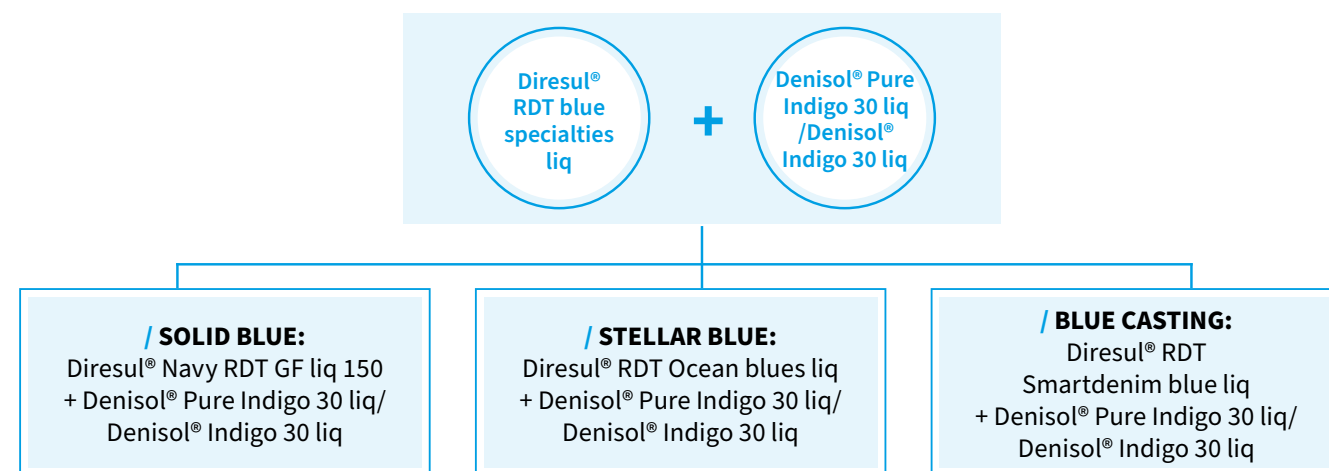 Diresul®
RDT blue
specialties
liq
+
Denisol® Pure
Indigo 30 liq
/Denisol®
Indigo 30 liq
/ SOLID BLUE:
Diresul® Navy RDT GF liq 150
+ Denisol® Pure Indigo 30 liq/
Denisol® Indigo 30 liq
/ STELLAR BLUE:
Diresul® RDT Ocean blues liq
+ Denisol® Pure Indigo 30 liq/
Denisol® Indigo 30 liq
/ BLUE CASTING:
Diresul® RDT
Smartdenim blue liq
+ Denisol® Pure Indigo 30 liq/
Denisol® Indigo 30 liq